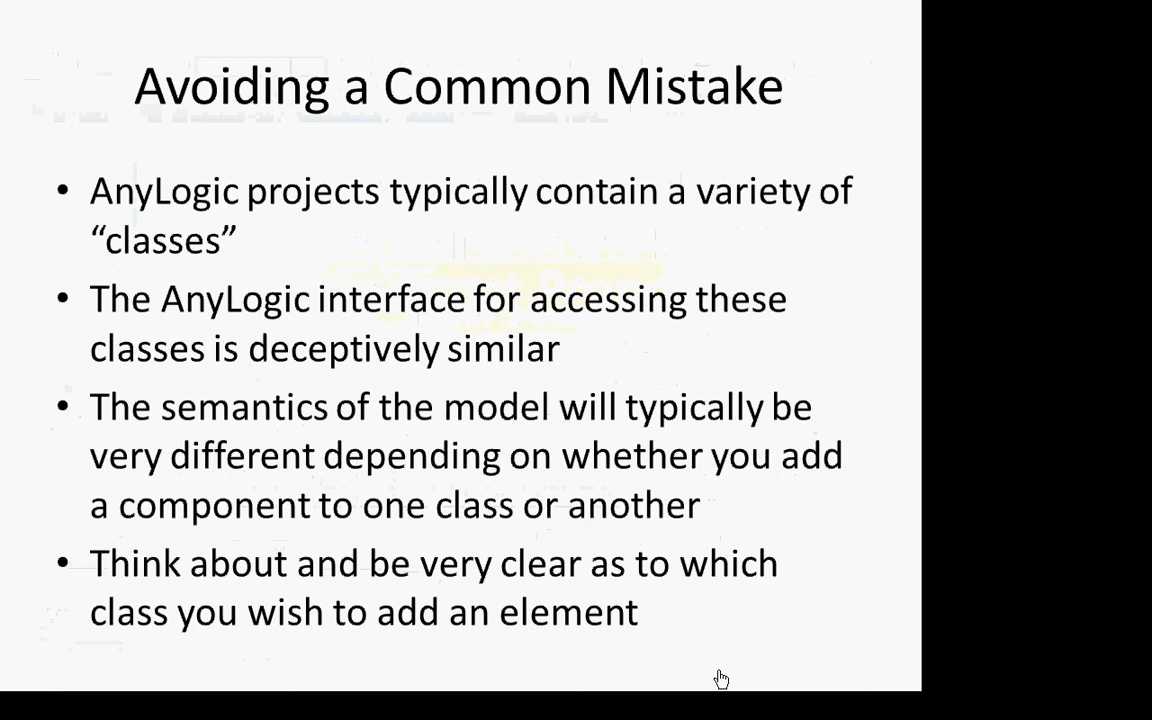 Avoiding a Common Mistake
• AnyLogic projects typically contain a variety of
“classes”
• The AnyLogic interface for accessing these
classes is deceptively similar
• The semantics of the model will typically be
very different depending on whether you add
a component to one class or another
• Think about and be very clear as to which
class you wish to add an element